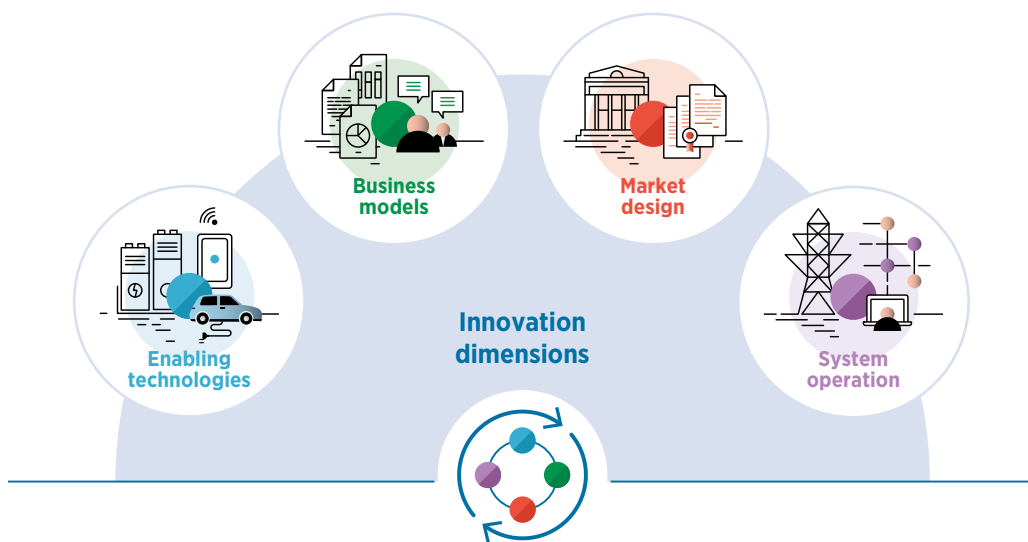 Business
models
Market
design
Enabling
technologies
Innovation
dimensions
System
operation